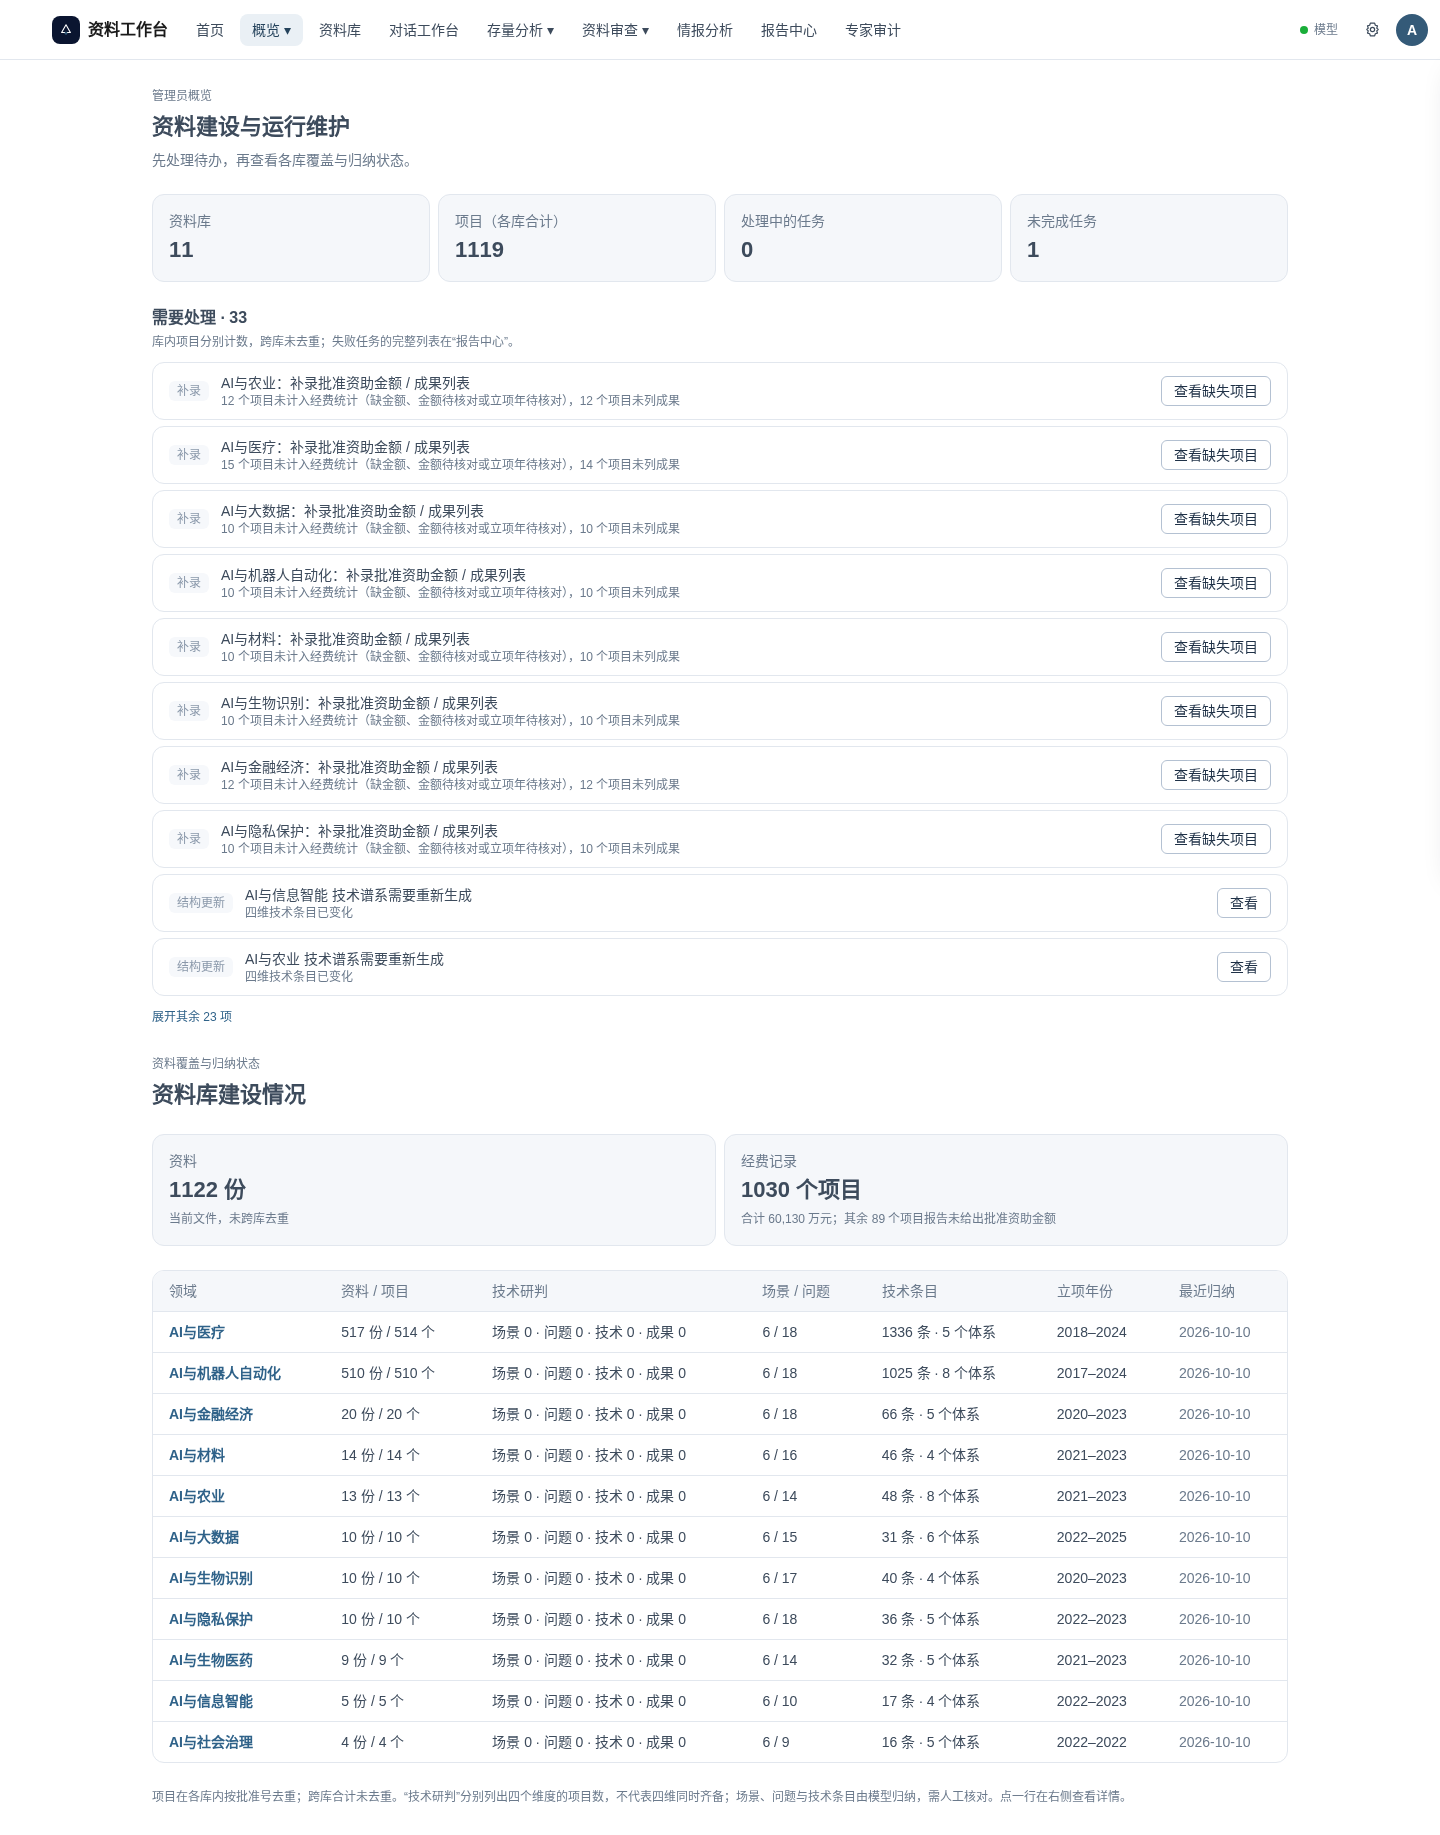 资料工作台 首页 概览 ▾ 资料库 对话工作台 存量分析 ▾ 资料审查 ▾ 情报分析 报告中心 专家审计 模型 A
管理员概览
资料建设与运行维护
先处理待办，再查看各库覆盖与归纳状态。
资料库 项目（各库合计） 处理中的任务 未完成任务
11 1119 0 1
需要处理 · 33
库内项目分别计数，跨库未去重；失败任务的完整列表在“报告中心”。
补录 AI与农业：补录批准资助金额 / 成果列表 查看缺失项目
12 个项目未计入经费统计（缺金额、金额待核对或立项年待核对），12 个项目未列成果
补录 AI与医疗：补录批准资助金额 / 成果列表 查看缺失项目
15 个项目未计入经费统计（缺金额、金额待核对或立项年待核对），14 个项目未列成果
补录 AI与大数据：补录批准资助金额 / 成果列表 查看缺失项目
10 个项目未计入经费统计（缺金额、金额待核对或立项年待核对），10 个项目未列成果
补录 AI与机器人自动化：补录批准资助金额 / 成果列表 查看缺失项目
10 个项目未计入经费统计（缺金额、金额待核对或立项年待核对），10 个项目未列成果
补录 AI与材料：补录批准资助金额 / 成果列表 查看缺失项目
10 个项目未计入经费统计（缺金额、金额待核对或立项年待核对），10 个项目未列成果
补录 AI与生物识别：补录批准资助金额 / 成果列表 查看缺失项目
10 个项目未计入经费统计（缺金额、金额待核对或立项年待核对），10 个项目未列成果
补录 AI与金融经济：补录批准资助金额 / 成果列表 查看缺失项目
12 个项目未计入经费统计（缺金额、金额待核对或立项年待核对），12 个项目未列成果
补录 AI与隐私保护：补录批准资助金额 / 成果列表 查看缺失项目
10 个项目未计入经费统计（缺金额、金额待核对或立项年待核对），10 个项目未列成果
结构更新 AI与信息智能 技术谱系需要重新生成 查看
四维技术条目已变化
结构更新 AI与农业 技术谱系需要重新生成 查看
四维技术条目已变化
展开其余 23 项
资料覆盖与归纳状态
资料库建设情况
资料 经费记录
1122 份 1030 个项目
当前文件，未跨库去重 合计 60,130 万元；其余 89 个项目报告未给出批准资助金额
领域 资料 / 项目 技术研判 场景 / 问题 技术条目 立项年份 最近归纳
AI与医疗 517 份 / 514 个 场景 0 · 问题 0 · 技术 0 · 成果 0 6 / 18 1336 条 · 5 个体系 2018–2024 2026-10-10
AI与机器人自动化 510 份 / 510 个 场景 0 · 问题 0 · 技术 0 · 成果 0 6 / 18 1025 条 · 8 个体系 2017–2024 2026-10-10
AI与金融经济 20 份 / 20 个 场景 0 · 问题 0 · 技术 0 · 成果 0 6 / 18 66 条 · 5 个体系 2020–2023 2026-10-10
AI与材料 14 份 / 14 个 场景 0 · 问题 0 · 技术 0 · 成果 0 6 / 16 46 条 · 4 个体系 2021–2023 2026-10-10
AI与农业 13 份 / 13 个 场景 0 · 问题 0 · 技术 0 · 成果 0 6 / 14 48 条 · 8 个体系 2021–2023 2026-10-10
AI与大数据 10 份 / 10 个 场景 0 · 问题 0 · 技术 0 · 成果 0 6 / 15 31 条 · 6 个体系 2022–2025 2026-10-10
AI与生物识别 10 份 / 10 个 场景 0 · 问题 0 · 技术 0 · 成果 0 6 / 17 40 条 · 4 个体系 2020–2023 2026-10-10
AI与隐私保护 10 份 / 10 个 场景 0 · 问题 0 · 技术 0 · 成果 0 6 / 18 36 条 · 5 个体系 2022–2023 2026-10-10
AI与生物医药 9 份 / 9 个 场景 0 · 问题 0 · 技术 0 · 成果 0 6 / 14 32 条 · 5 个体系 2021–2023 2026-10-10
AI与信息智能 5 份 / 5 个 场景 0 · 问题 0 · 技术 0 · 成果 0 6 / 10 17 条 · 4 个体系 2022–2023 2026-10-10
AI与社会治理 4 份 / 4 个 场景 0 · 问题 0 · 技术 0 · 成果 0 6 / 9 16 条 · 5 个体系 2022–2022 2026-10-10
项目在各库内按批准号去重；跨库合计未去重。“技术研判”分别列出四个维度的项目数，不代表四维同时齐备；场景、问题与技术条目由模型归纳，需人工核对。点一行在右侧查看详情。